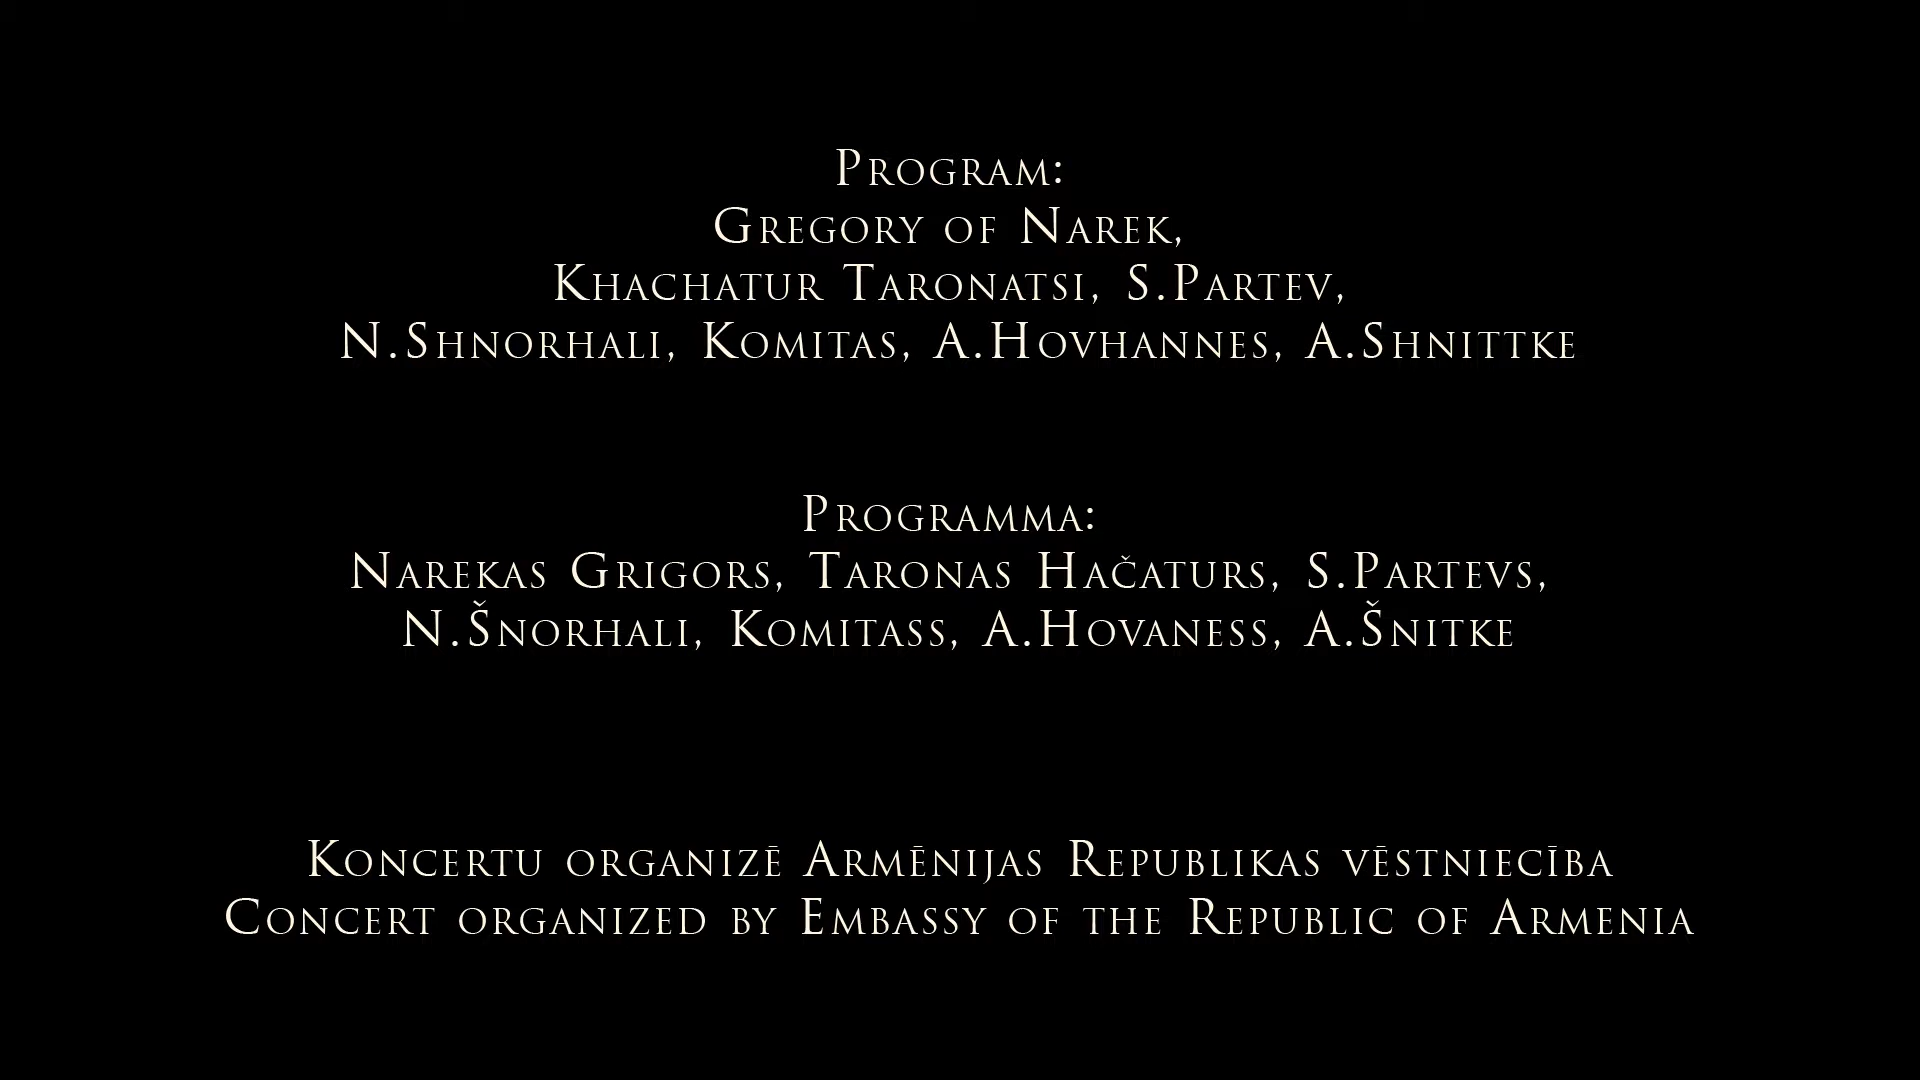 Program:
Gregory of Narek,
Khachatur Taronatsi, S.Partev,
N.Shnorhali, Komitas, A.Hovhannes, A.Shnittke
Programma:
Narekas Grigors, Taronas Hačaturs, S.Partevs,
N.Šnorhali, Komitass, A.Hovaness, A.Šnitke
Koncertu organizē Armēnijas Republikas vēstniecība
Concert organized by Embassy of the Republic of Armenia